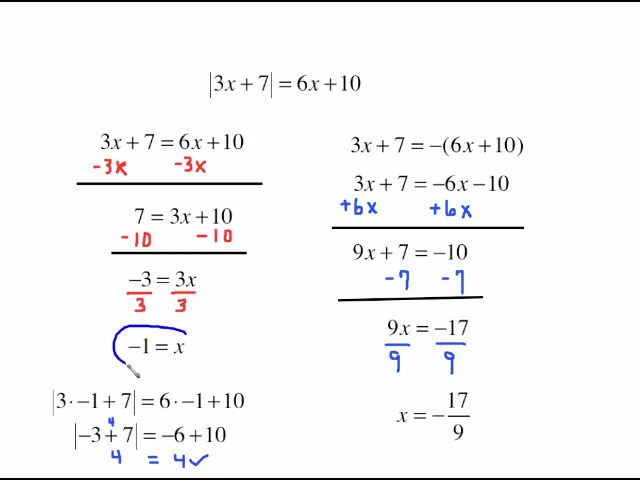 |3x + 7| = 6x + 10
3x + 7 = 6x + 10
-3x -3x
7 = 3x + 10
-10 -10
-3 = 3x
3 3
-1 = x
|3 · -1 + 7| = 6 · -1 + 10
4
|-3 + 7| = -6 + 10
4 = 4✓
3x + 7 = -(6x + 10)
3x + 7 = -6x - 10
+6x +6x
9x + 7 = -10
-7 -7
9x = -17
9 9
x = -17/9